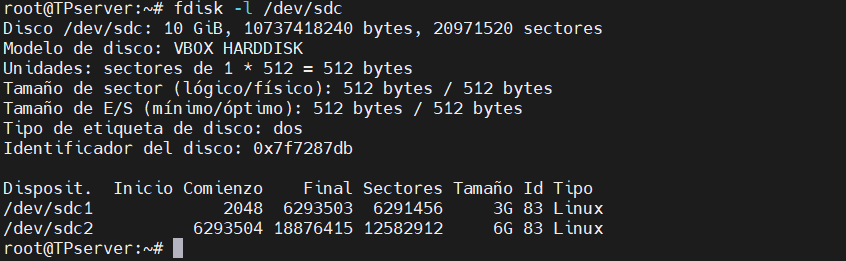 root@TPserver:~# fdisk -l /dev/sdc
Disco /dev/sdc: 10 GiB, 10737418240 bytes, 20971520 sectores
Modelo de disco: VBOX HARDDISK
Unidades: sectores de 1 * 512 = 512 bytes
Tamaño de sector (lógico/físico): 512 bytes / 512 bytes
Tamaño de E/S (mínimo/óptimo): 512 bytes / 512 bytes
Tipo de etiqueta de disco: dos
Identificador del disco: 0x7f7287db
Disposit.  Inicio Comienzo    Final Sectores Tamaño Id Tipo
/dev/sdc1             2048  6293503  6291456     3G 83 Linux
/dev/sdc2          6293504 18876415 12582912     6G 83 Linux
root@TPserver:~#